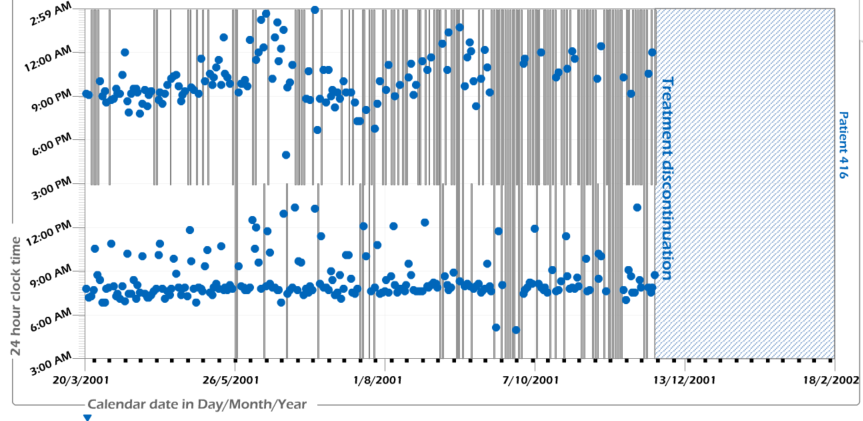 2:59 AM
12:00 AM
9:00 PM
6:00 PM
3:00 PM
12:00 PM
9:00 AM
6:00 AM
3:00 AM
24 hour clock time
Treatment discontinuation
Patient 416
20/3/2001 26/5/2001 1/8/2001 7/10/2001 13/12/2001 18/2/2002
Calendar date in Day/Month/Year